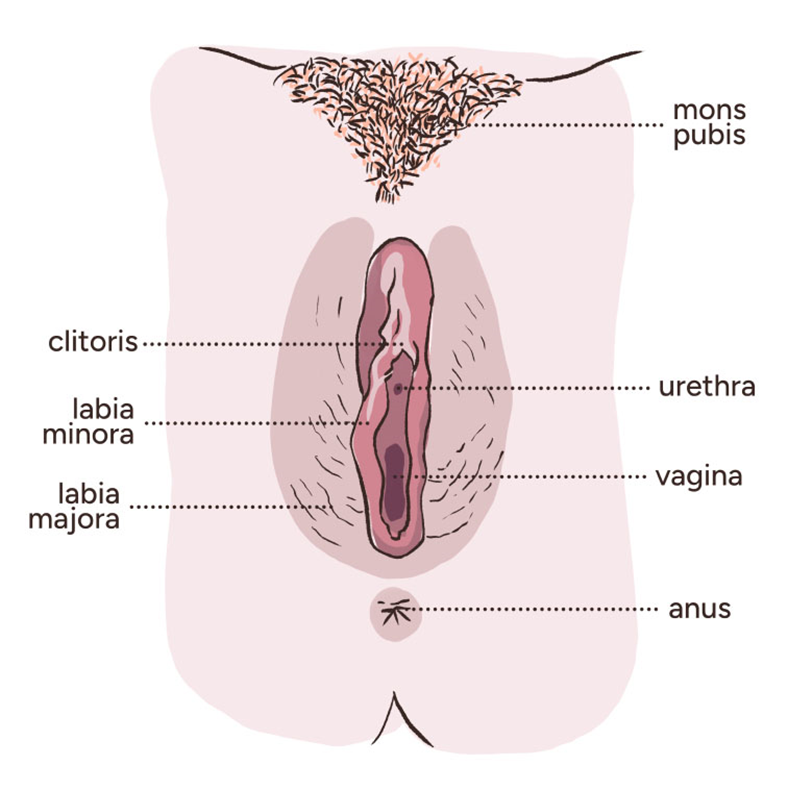 mons
pubis
clitoris
urethra
labia
minora
vagina
labia
majora
anus